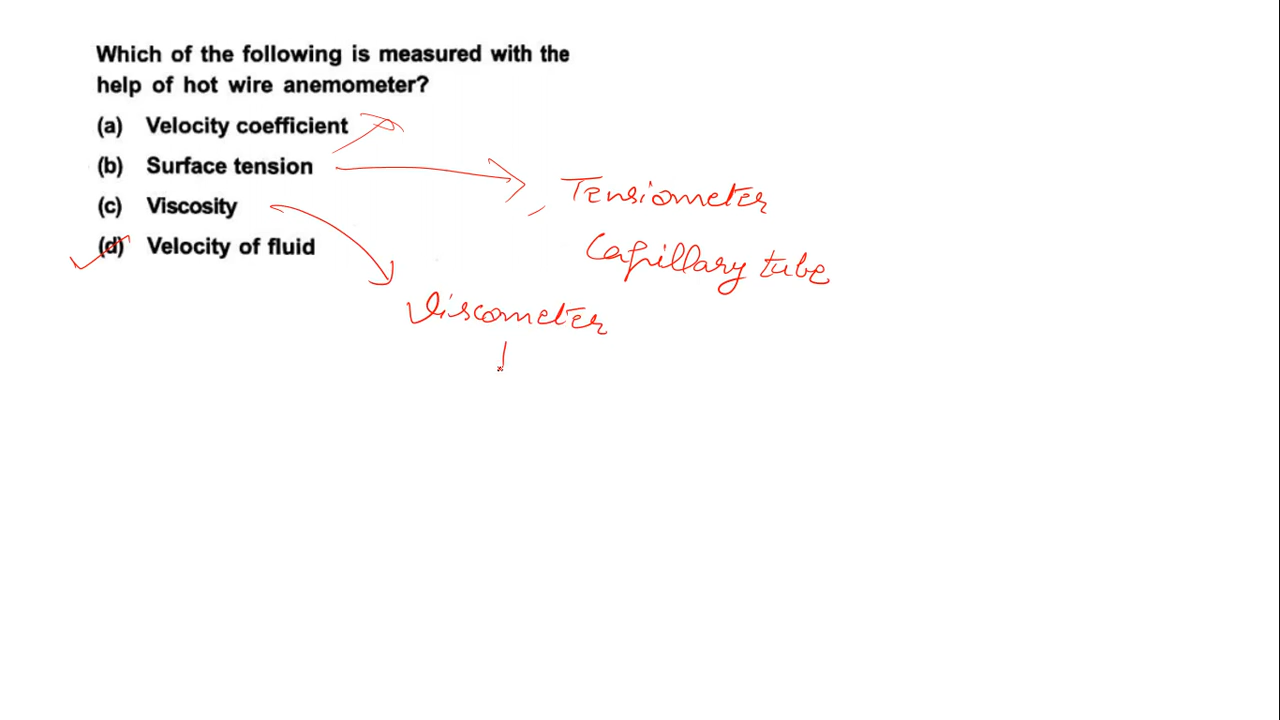 Which of the following is measured with the
help of hot wire anemometer?
(a) Velocity coefficient
(b) Surface tension
(c) Viscosity
(d) Velocity of fluid
Tensiometer
Capillary tube
Viscometer